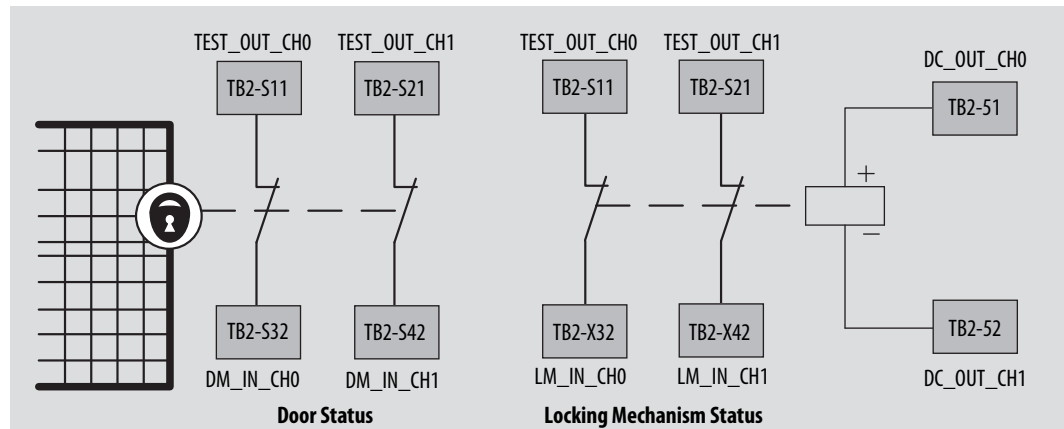 TEST_OUT_CH0 TEST_OUT_CH1 TEST_OUT_CH0 TEST_OUT_CH1
DC_OUT_CH0
TB2-S11 TB2-S21 TB2-S11 TB2-S21
TB2-51
+
−
TB2-S32 TB2-S42 TB2-X32 TB2-X42
TB2-52
DM_IN_CH0 DM_IN_CH1 LM_IN_CH0 LM_IN_CH1
DC_OUT_CH1
Door Status Locking Mechanism Status